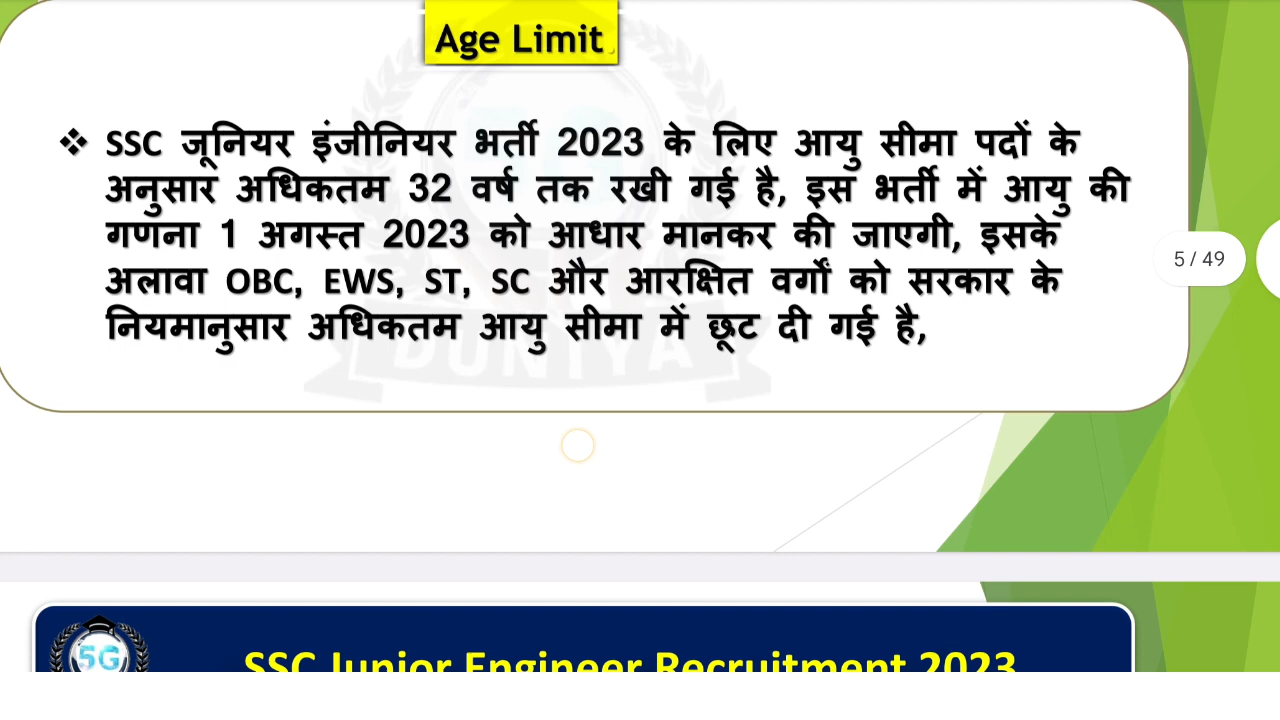 Age Limit
❖ SSC जूनियर इंजीनियर भर्ती 2023 के लिए आयु सीमा पदों के
अनुसार अधिकतम 32 वर्ष तक रखी गई है, इस भर्ती में आयु की
गणना 1 अगस्त 2023 को आधार मानकर की जाएगी, इसके
अलावा OBC, EWS, ST, SC और आरक्षित वर्गों को सरकार के
नियमानुसार अधिकतम आयु सीमा में छूट दी गई है,
DUNIYA
5 / 49
5G
SSC Junior Engineer Recruitment 2023